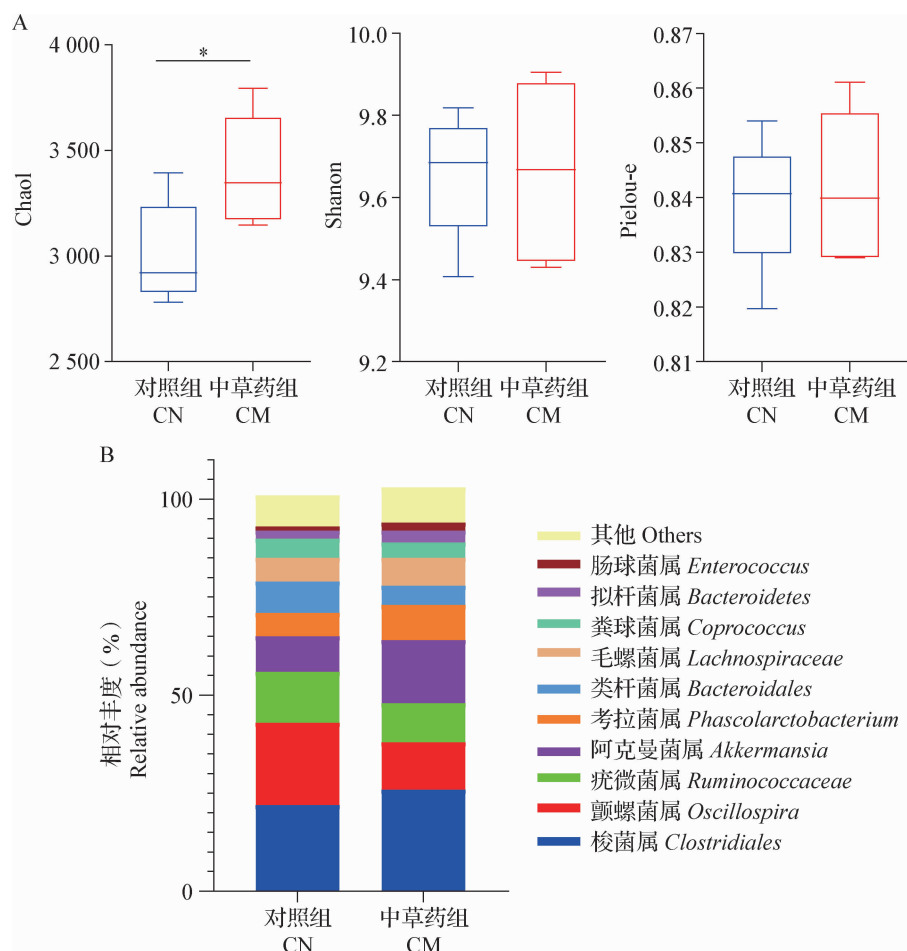 A
4 000
3 500
3 000
2 500
Chaol
*
对照组
CN
中草药组
CM
10.0
9.8
9.6
9.4
9.2
Shanon
对照组
CN
中草药组
CM
0.87
0.86
0.85
0.84
0.83
0.82
0.81
Pielou-e
对照组
CN
中草药组
CM
B
100
50
0
相对丰度（%）
Relative abundance
对照组
CN
中草药组
CM
其他 Others
肠球菌属 Enterococcus
拟杆菌属 Bacteroidetes
粪球菌属 Coprococcus
毛螺菌属 Lachnospiraceae
类杆菌属 Bacteroidales
考拉菌属 Phascolarctobacterium
阿克曼菌属 Akkermansia
疣微菌属 Ruminococcaceae
颤螺菌属 Oscillospira
梭菌属 Clostridiales